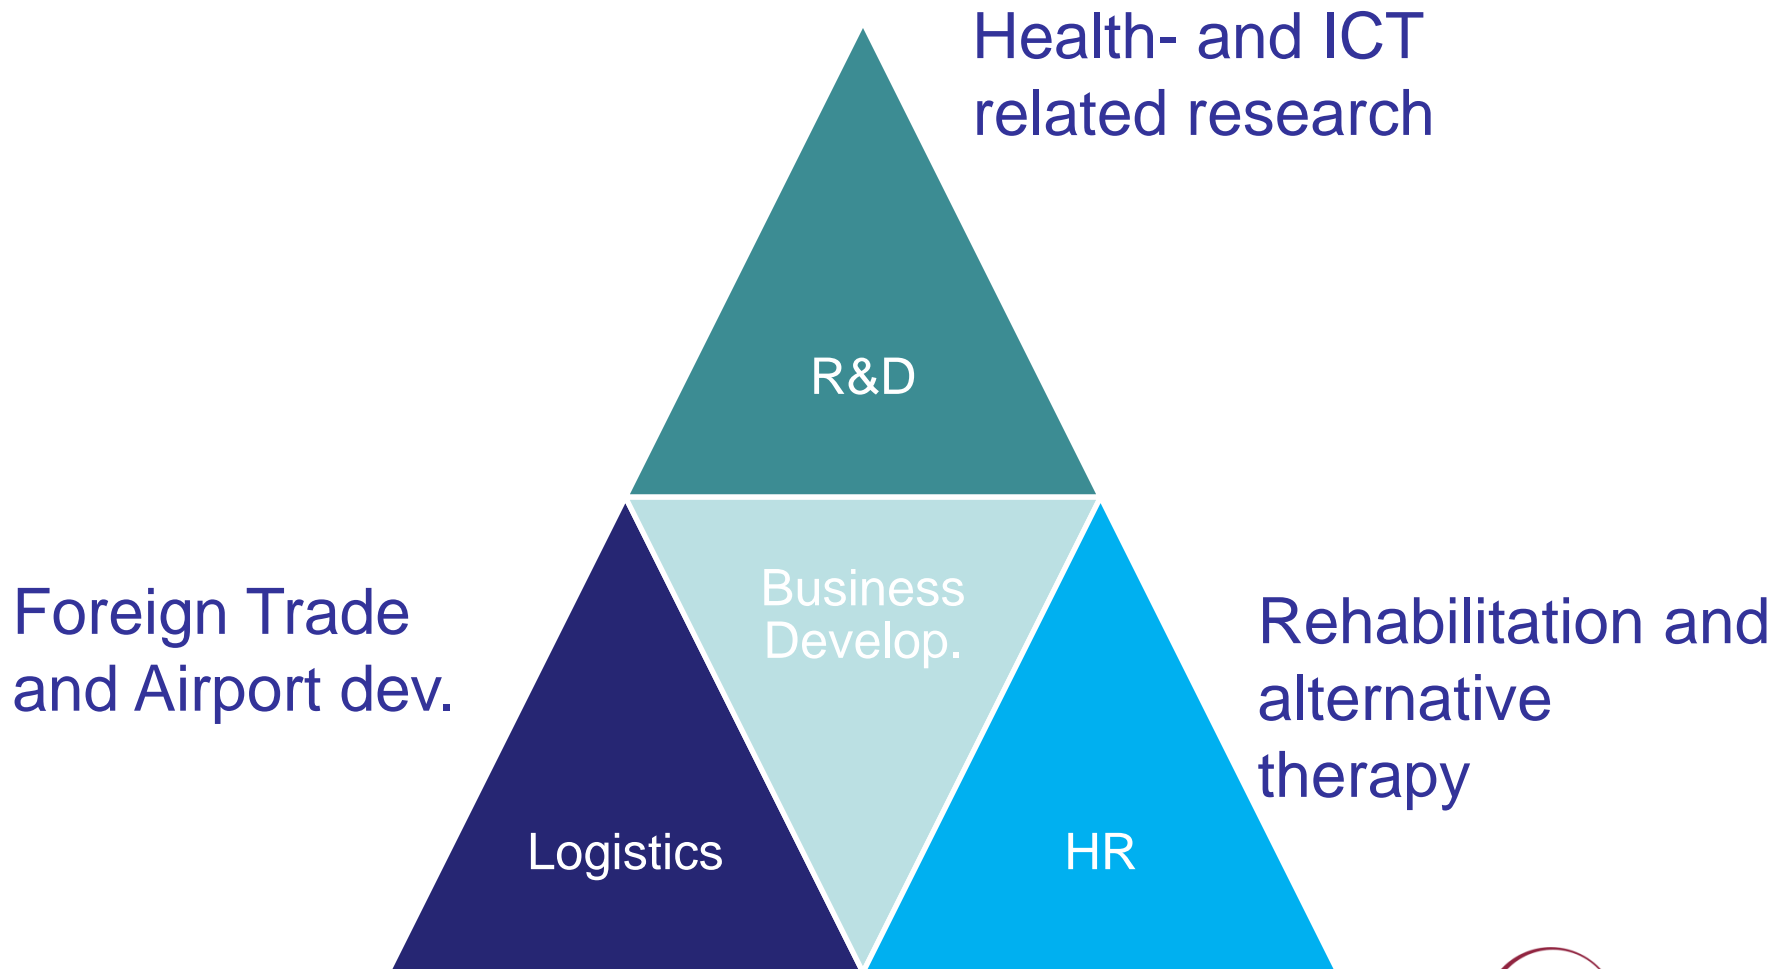 Health- and ICT
related research
R&D
Business
Develop.
Foreign Trade
and Airport dev.
Rehabilitation and
alternative
therapy
Logistics
HR